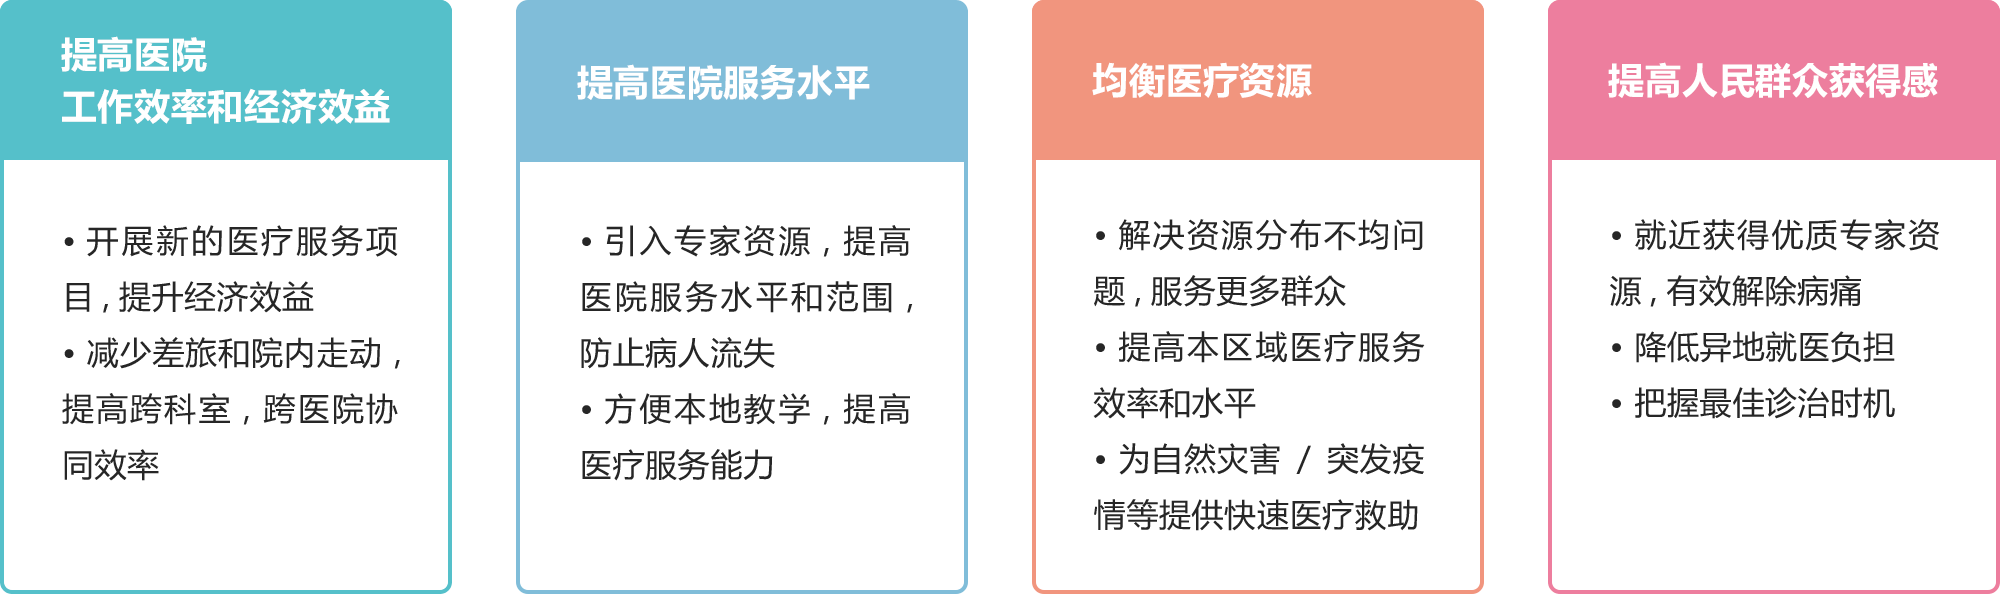 提高医院
工作效率和经济效益
• 开展新的医疗服务项
目，提升经济效益
• 减少差旅和院内走动，
提高跨科室，跨医院协
同效率
提高医院服务水平
• 引入专家资源，提高
医院服务水平和范围，
防止病人流失
• 方便本地教学，提高
医疗服务能力
均衡医疗资源
• 解决资源分布不均问
题，服务更多群众
• 提高本区域医疗服务
效率和水平
• 为自然灾害 / 突发疫
情等提供快速医疗救助
提高人民群众获得感
• 就近获得优质专家资
源，有效解除病痛
• 降低异地就医负担
• 把握最佳诊治时机